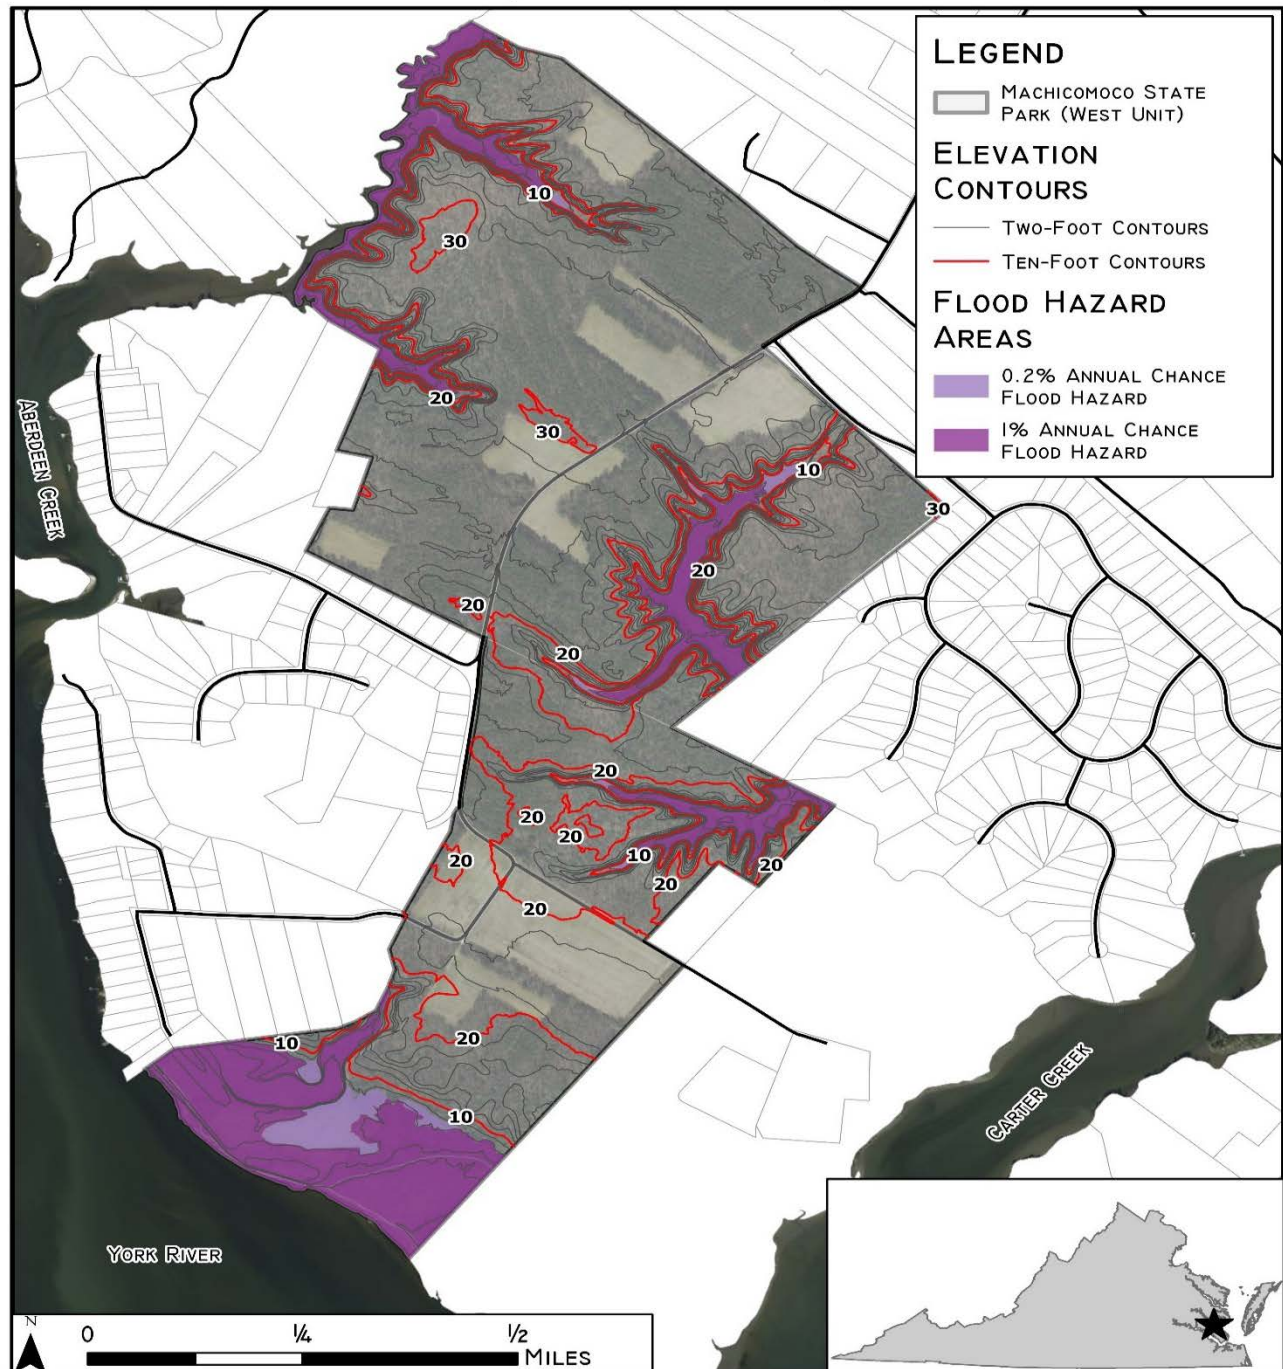 LEGEND
MACHICOMOCO STATE
PARK (WEST UNIT)
ELEVATION
CONTOURS
TWO-FOOT CONTOURS
TEN-FOOT CONTOURS
FLOOD HAZARD
AREAS
0.2% ANNUAL CHANCE
FLOOD HAZARD
1% ANNUAL CHANCE
FLOOD HAZARD
10
30
20
30
10
30
20
20
20
20
20
20
10
20
20
20
20
10
20
10
ABERDEEN CREEK
CARTER CREEK
YORK RIVER
N
0
1/4
1/2
MILES